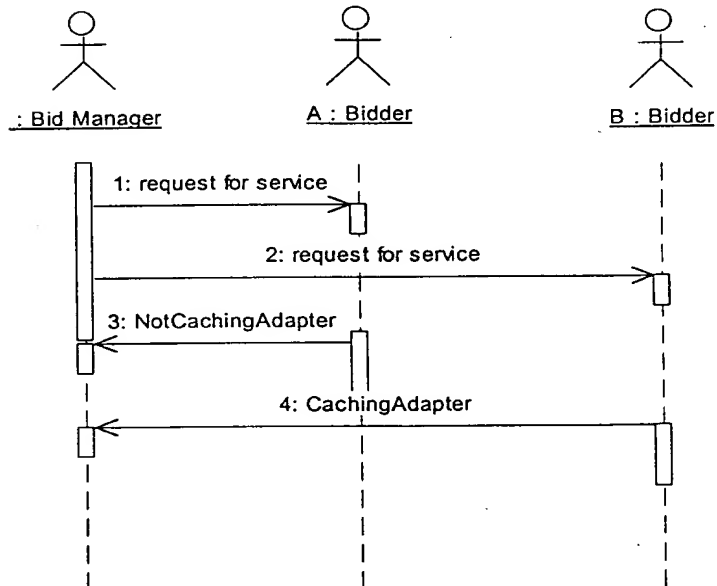 : Bid Manager
A : Bidder
B : Bidder
1: request for service
2: request for service
3: NotCachingAdapter
4: CachingAdapter